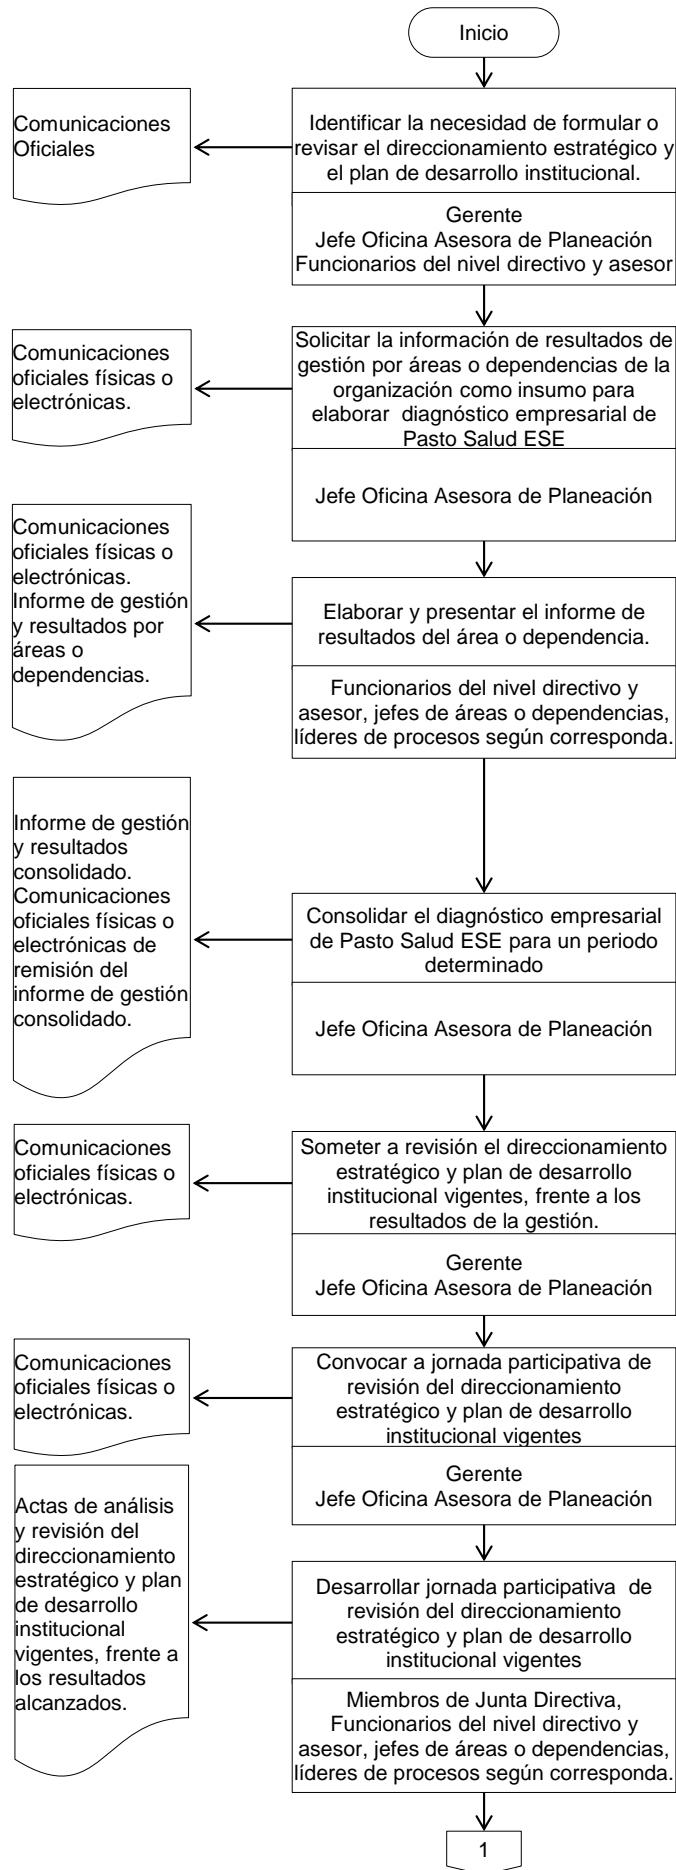 Inicio
Comunicaciones
Oficiales
Identificar la necesidad de formular o
revisar el direccionamiento estratégico y
el plan de desarrollo institucional.
Gerente
Jefe Oficina Asesora de Planeación
Funcionarios del nivel directivo y asesor
Comunicaciones
oficiales físicas o
electrónicas.
Solicitar la información de resultados de
gestión por áreas o dependencias de la
organización como insumo para
elaborar diagnóstico empresarial de
Pasto Salud ESE
Jefe Oficina Asesora de Planeación
Comunicaciones
oficiales físicas o
electrónicas.
Informe de gestión
y resultados por
áreas o
dependencias.
Elaborar y presentar el informe de
resultados del área o dependencia.
Funcionarios del nivel directivo y
asesor, jefes de áreas o dependencias,
líderes de procesos según corresponda.
Informe de gestión
y resultados
consolidado.
Comunicaciones
oficiales físicas o
electrónicas de
remisión del
informe de gestión
consolidado.
Consolidar el diagnóstico empresarial
de Pasto Salud ESE para un periodo
determinado
Jefe Oficina Asesora de Planeación
Comunicaciones
oficiales físicas o
electrónicas.
Someter a revisión el direccionamiento
estratégico y plan de desarrollo
institucional vigentes, frente a los
resultados de la gestión.
Gerente
Jefe Oficina Asesora de Planeación
Comunicaciones
oficiales físicas o
electrónicas.
Convocar a jornada participativa de
revisión del direccionamiento
estratégico y plan de desarrollo
institucional vigentes
Gerente
Jefe Oficina Asesora de Planeación
Actas de análisis
y revisión del
direccionamiento
estratégico y plan
de desarrollo
institucional
vigentes, frente a
los resultados
alcanzados.
Desarrollar jornada participativa de
revisión del direccionamiento
estratégico y plan de desarrollo
institucional vigentes
Miembros de Junta Directiva,
Funcionarios del nivel directivo y
asesor, jefes de áreas o dependencias,
líderes de procesos según corresponda.
1